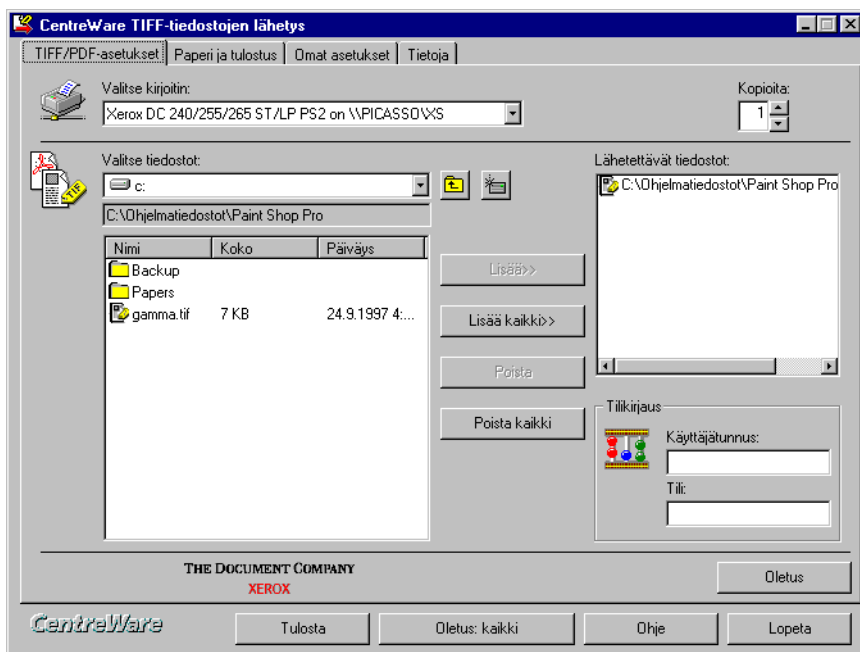 CentreWare TIFF-tiedostojen lähetys
TIFF/PDF-asetukset Paperi ja tulostus Omat asetukset Tietoja
Valitse kirjoitin:
Kopioita:
Xerox DC 240/255/265 ST/LP PS2 on \\PICASSO\XS
1
Valitse tiedostot:
Lähetettävät tiedostot:
c:
C:\Ohjelmatiedostot\Paint Shop Pro
C:\Ohjelmatiedostot\Paint Shop Pro
Nimi Koko Päiväys
Backup
Papers
gamma.tif 7 KB 24.9.1997 4:...
Lisää>>
Lisää kaikki>>
Poista
Poista kaikki
Tilikirjaus
Käyttäjätunnus:
Tili:
THE DOCUMENT COMPANY
XEROX
Oletus
CentreWare
Tulosta
Oletus: kaikki
Ohje
Lopeta